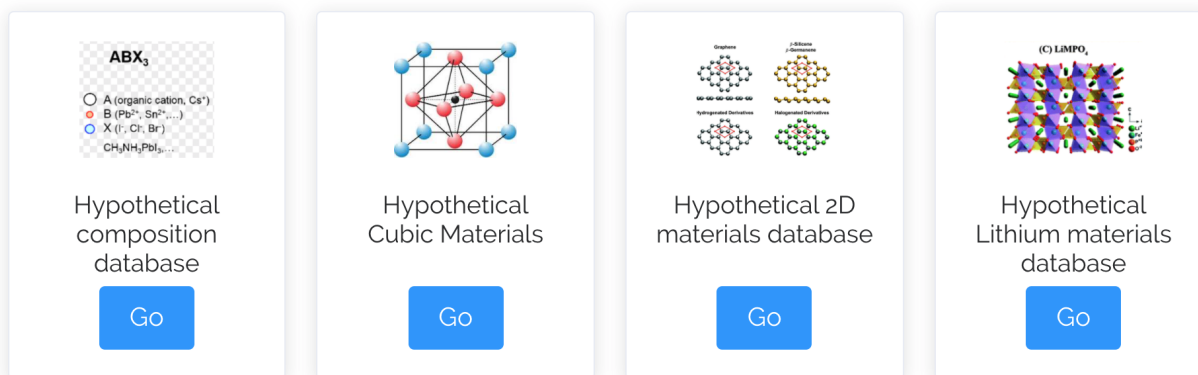 ABX₃
A (organic cation, Cs⁺)
B (Pb²⁺, Sn²⁺,...)
X (I⁻, Cl⁻, Br⁻)
CH₃NH₃PbI₃,...
Hypothetical
composition
database
Go
Hypothetical
Cubic Materials
Go
Graphene
Hydrogenated Derivatives
Halogenated Derivatives
Hypothetical 2D
materials database
Go
(C) LiMPO₄
Hypothetical
Lithium materials
database
Go